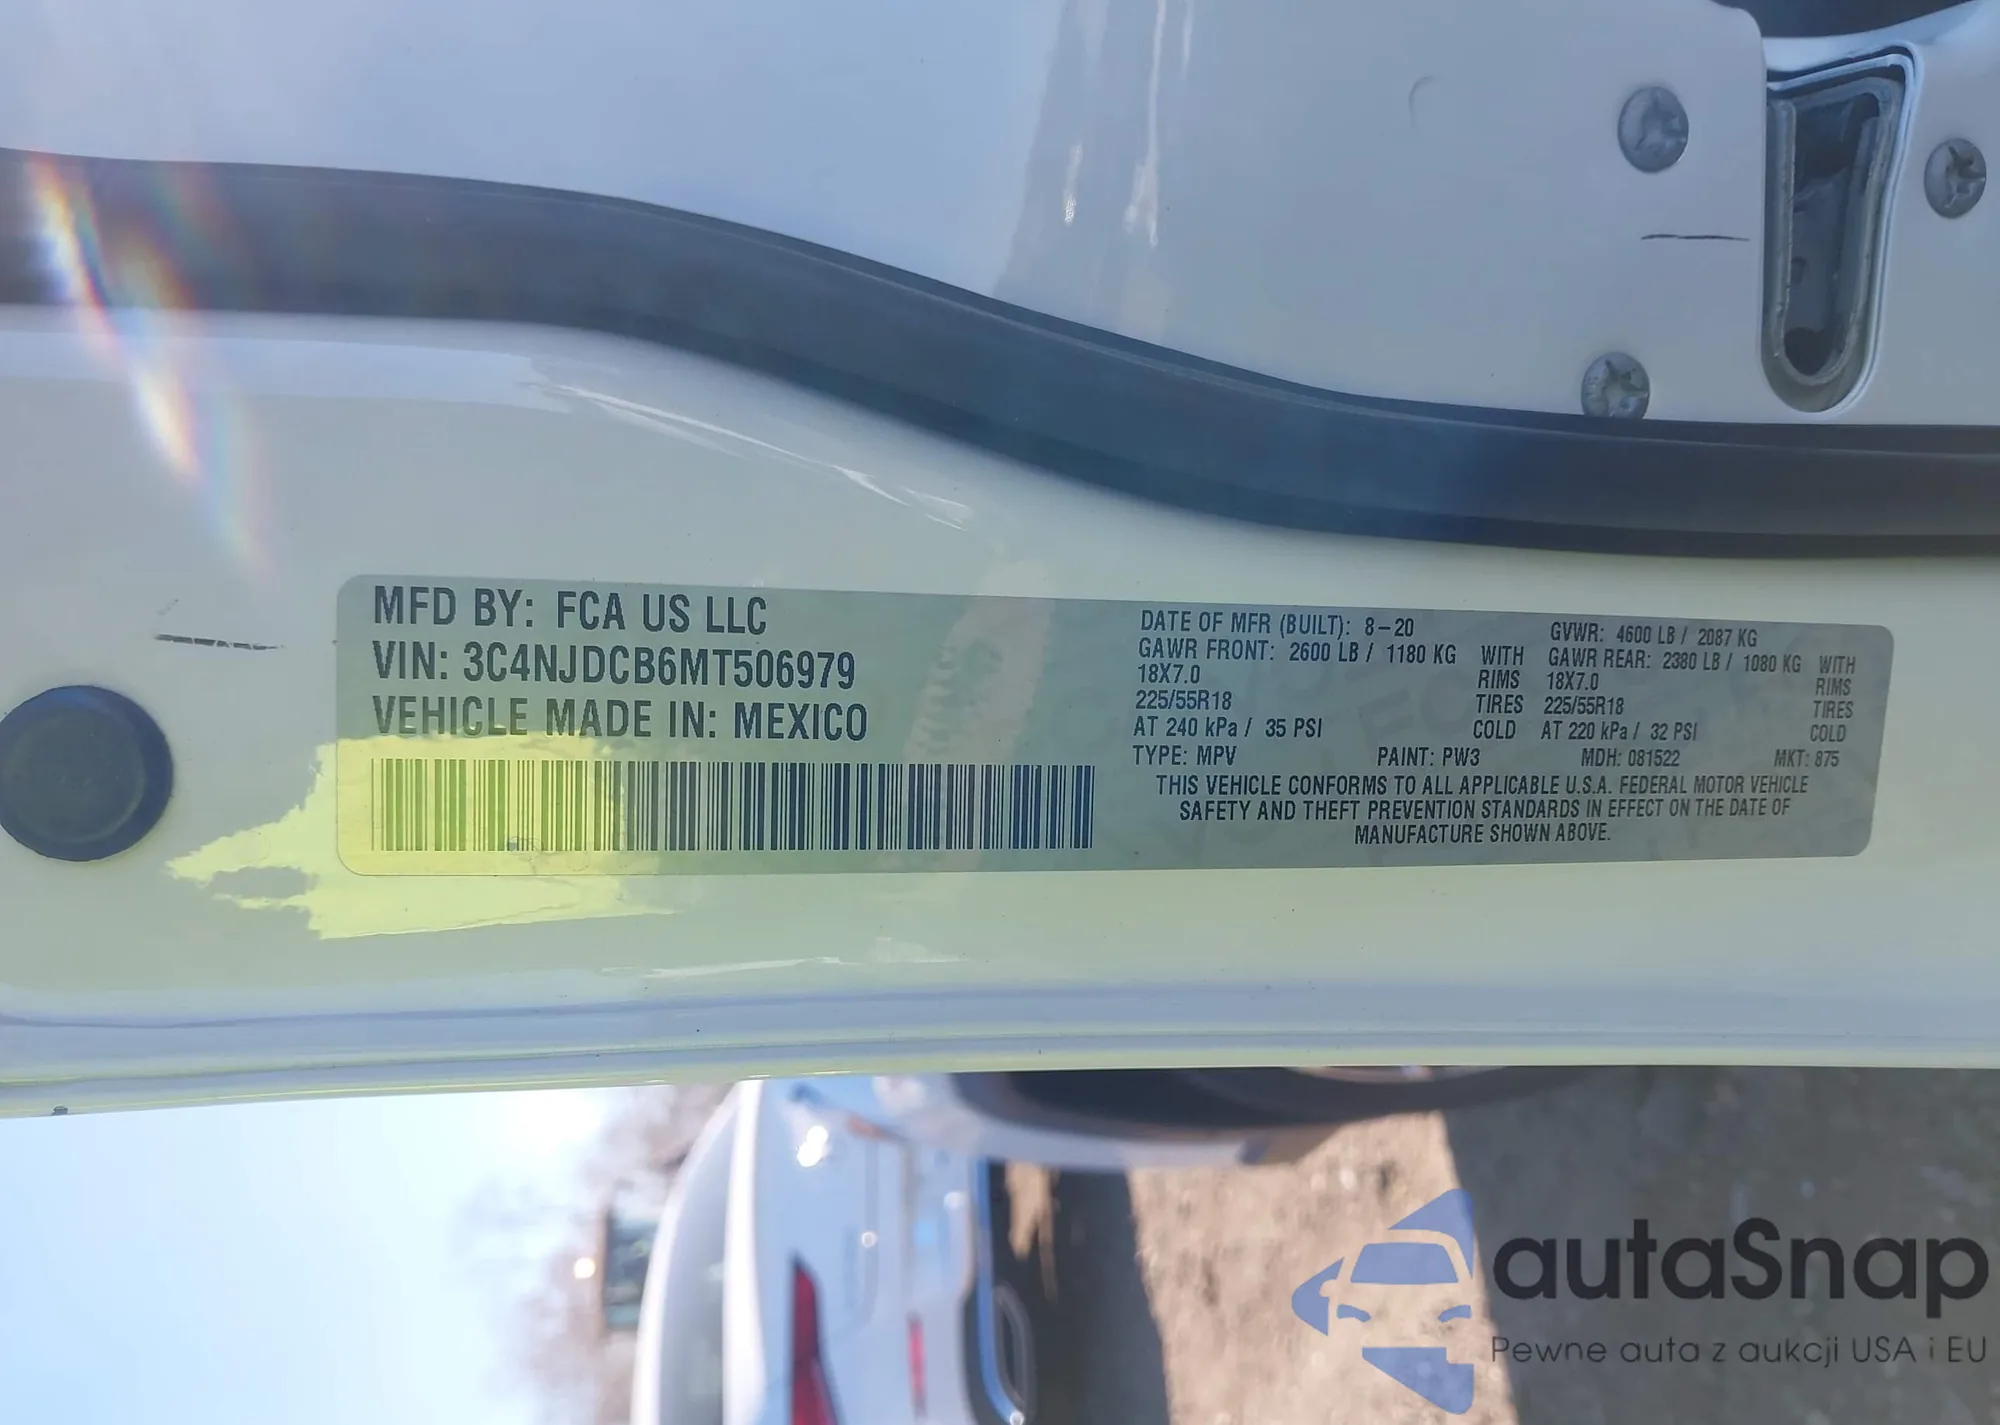 MFD BY: FCA US LLC
VIN: 3C4NJDCB6MT506979
VEHICLE MADE IN: MEXICO
DATE OF MFR (BUILT): 8-20 GVWR: 4600 LB / 2087 KG
GAWR FRONT: 2600 LB / 1180 KG WITH GAWR REAR: 2380 LB / 1080 KG WITH
18X7.0 RIMS 18X7.0 RIMS
225/55R18 TIRES 225/55R18 TIRES
AT 240 kPa / 35 PSI COLD AT 220 kPa / 32 PSI COLD
TYPE: MPV PAINT: PW3 MDH: 081522 MKT: 875
THIS VEHICLE CONFORMS TO ALL APPLICABLE U.S.A. FEDERAL MOTOR VEHICLE
SAFETY AND THEFT PREVENTION STANDARDS IN EFFECT ON THE DATE OF
MANUFACTURE SHOWN ABOVE.
autaSnap
Pewne auta z aukcji USA i EU